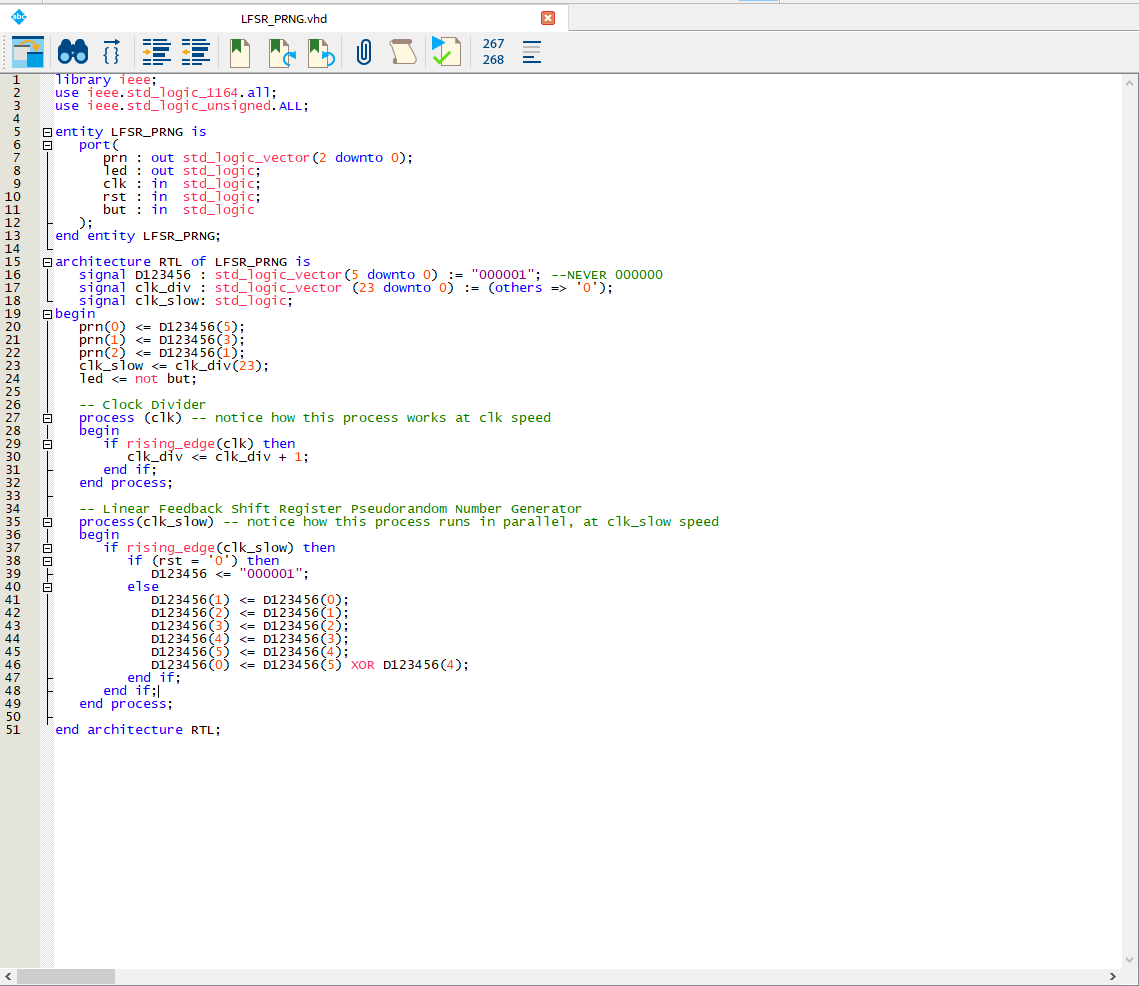 LFSR_PRNG.vhd
abc
267
268
1 library ieee;
2 use ieee.std_logic_1164.all;
3 use ieee.std_logic_unsigned.ALL;
4
5 entity LFSR_PRNG is
6 port(
7 prn : out std_logic_vector(2 downto 0);
8 led : out std_logic;
9 clk : in  std_logic;
10 rst : in  std_logic;
11 but : in  std_logic
12 );
13 end entity LFSR_PRNG;
14
15 architecture RTL of LFSR_PRNG is
16 signal D123456 : std_logic_vector(5 downto 0) := "000001"; --NEVER 000000
17 signal clk_div : std_logic_vector (23 downto 0) := (others => '0');
18 signal clk_slow: std_logic;
19 begin
20 prn(0) <= D123456(5);
21 prn(1) <= D123456(3);
22 prn(2) <= D123456(1);
23 clk_slow <= clk_div(23);
24 led <= not but;
25
26 -- Clock Divider
27 process (clk) -- notice how this process works at clk speed
28 begin
29 if rising_edge(clk) then
30 clk_div <= clk_div + 1;
31 end if;
32 end process;
33
34 -- Linear Feedback Shift Register Pseudorandom Number Generator
35 process(clk_slow) -- notice how this process runs in parallel, at clk_slow speed
36 begin
37 if rising_edge(clk_slow) then
38 if (rst = '0') then
39 D123456 <= "000001";
40 else
41 D123456(1) <= D123456(0);
42 D123456(2) <= D123456(1);
43 D123456(3) <= D123456(2);
44 D123456(4) <= D123456(3);
45 D123456(5) <= D123456(4);
46 D123456(0) <= D123456(5) XOR D123456(4);
47 end if;
48 end if;
49 end process;
50
51 end architecture RTL;